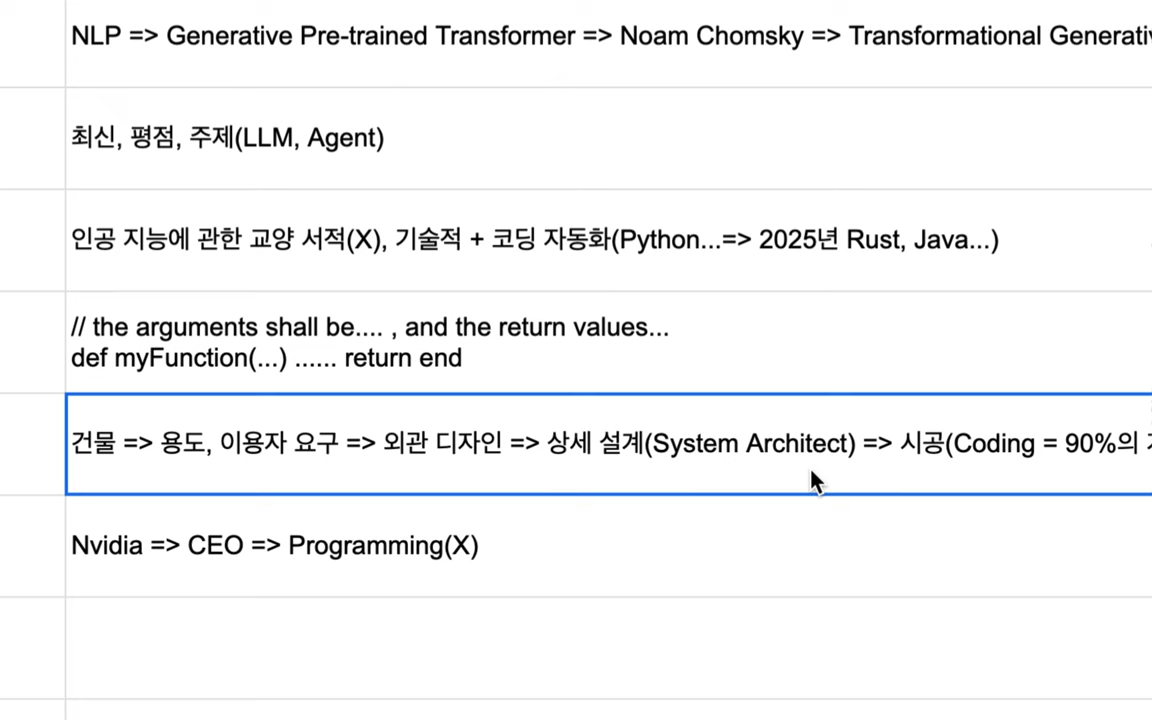 NLP => Generative Pre-trained Transformer => Noam Chomsky => Transformational
최신, 평점, 주제(LLM, Agent)
인공 지능에 관한 교양 서적(X), 기술적 + 코딩 자동화(Python...=> 2025년 Rust, Java...)
// the arguments shall be.... , and the return values...
def myFunction(...) ...... return end
건물 => 용도, 이용자 요구 => 외관 디자인 => 상세 설계(System Architect) => 시공(Coding = 90%의
Nvidia => CEO => Programming(X)